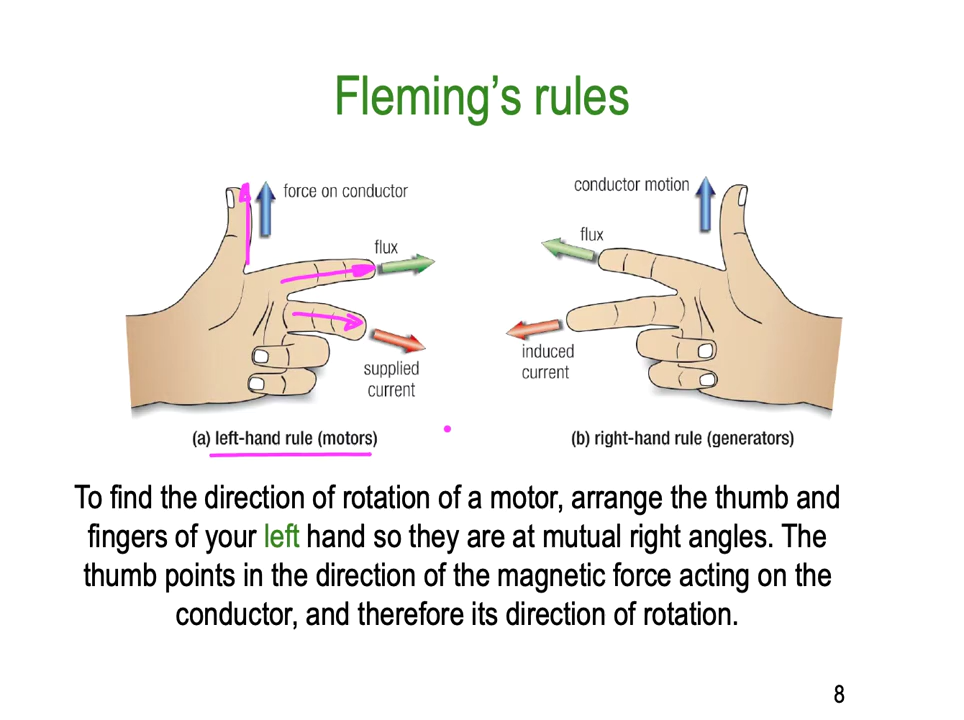 Fleming’s rules
force on conductor
flux
supplied
current
(a) left-hand rule (motors)
conductor motion
flux
induced
current
(b) right-hand rule (generators)
To find the direction of rotation of a motor, arrange the thumb and
fingers of your left hand so they are at mutual right angles. The
thumb points in the direction of the magnetic force acting on the
conductor, and therefore its direction of rotation.
8